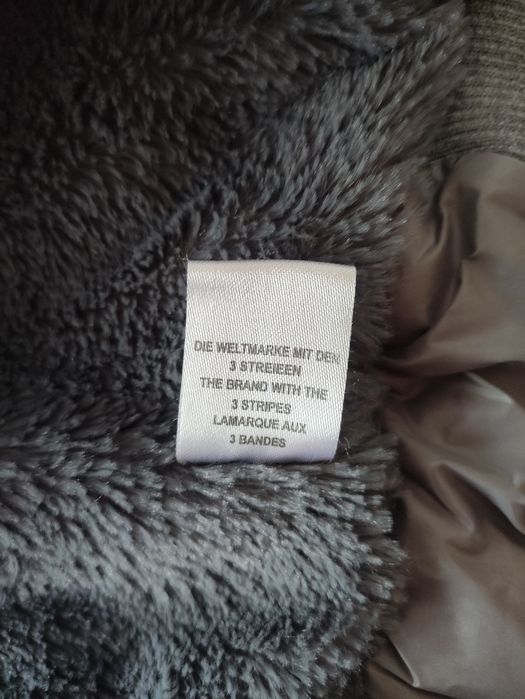 DIE WELTMARKE MIT DEN
3 STREIEEN
THE BRAND WITH THE
3 STRIPES
LAMARQUE AUX
3 BANDES